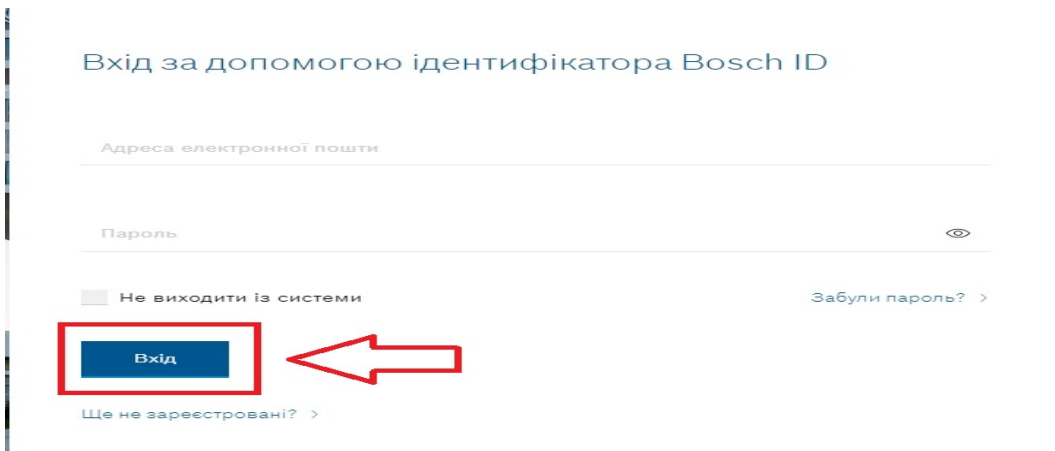 Вхід за допомогою ідентифікатора Bosch ID
Адреса електронної пошти
Пароль
Не виходити із системи
Забули пароль? >
Вхід
Ще не зареєстровані? >